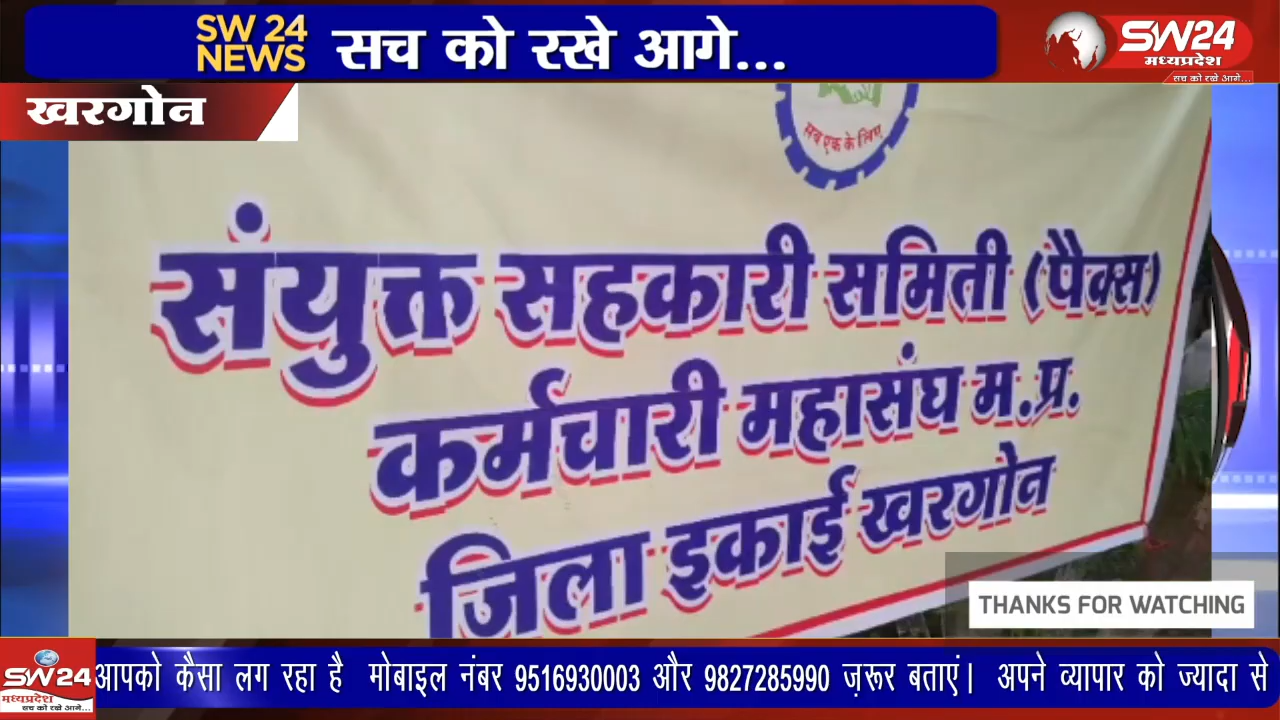 SW 24
NEWS
सच को रखे आगे...
SW24
मध्यप्रदेश
सच को रखे आगे...
खरगोन
सब एक के लिए
संयुक्त सहकारी समिती (पैक्स)
कर्मचारी महासंघ म.प्र.
जिला इकाई खरगोन
THANKS FOR WATCHING
SW24
मध्यप्रदेश
सच को रखे आगे...
आपको कैसा लग रहा है मोबाइल नंबर 9516930003 और 9827285990 ज़रूर बताएं। अपने व्यापार को ज्यादा से